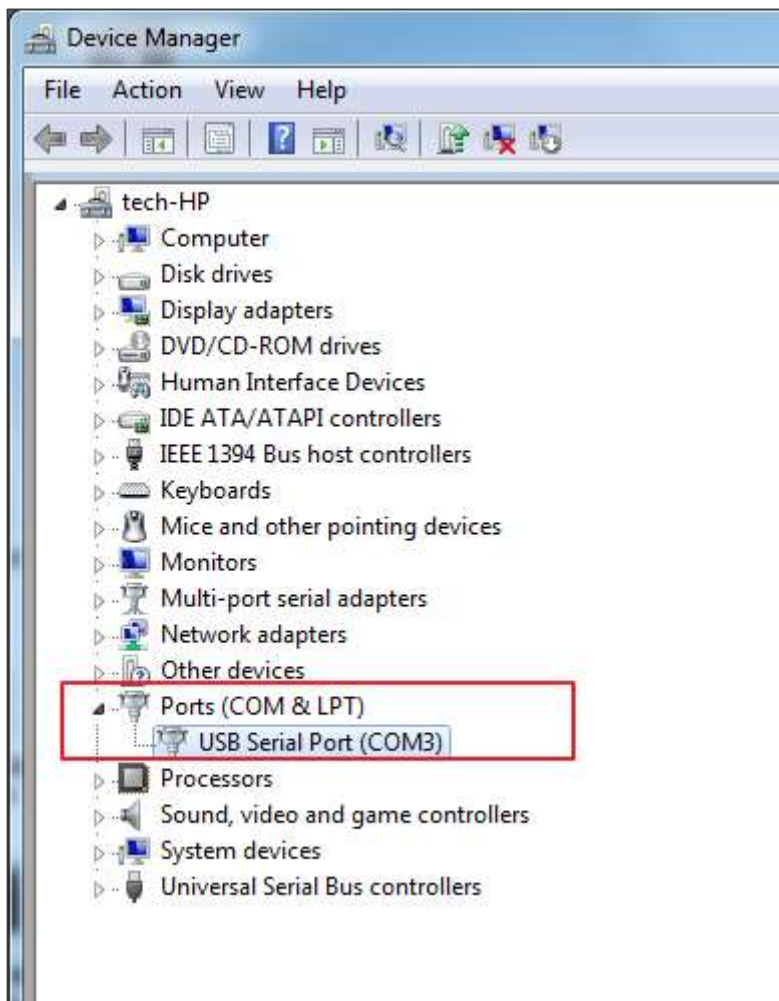 Device Manager
File Action View Help
tech-HP
Computer
Disk drives
Display adapters
DVD/CD-ROM drives
Human Interface Devices
IDE ATA/ATAPI controllers
IEEE 1394 Bus host controllers
Keyboards
Mice and other pointing devices
Monitors
Multi-port serial adapters
Network adapters
Other devices
Ports (COM & LPT)
USB Serial Port (COM3)
Processors
Sound, video and game controllers
System devices
Universal Serial Bus controllers